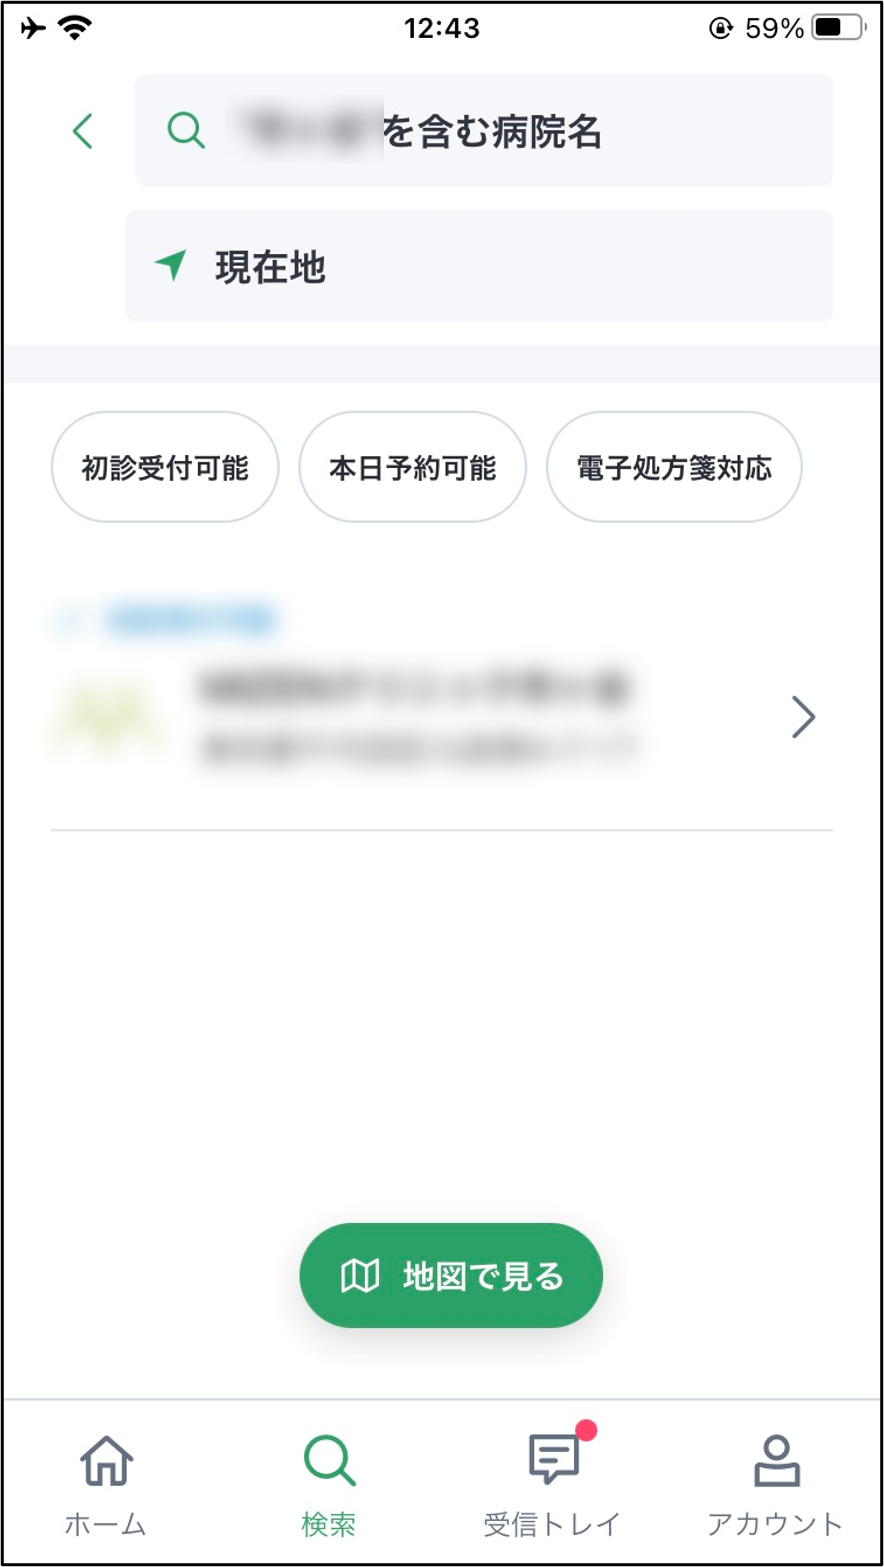 12:43
59%
を含む病院名
現在地
初診受付可能
本日予約可能
電子処方箋対応
地図で見る
ホーム
検索
受信トレイ
アカウント